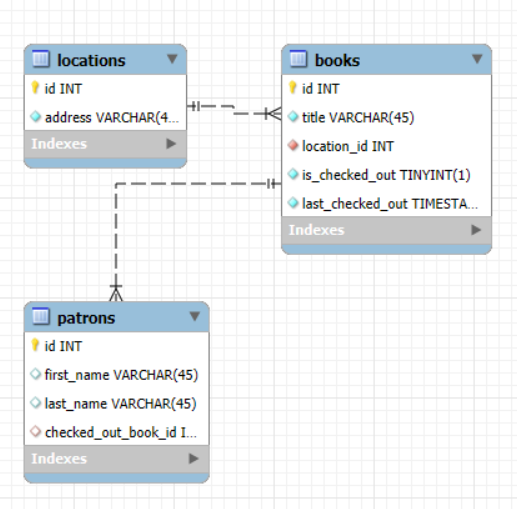 locations
id INT
address VARCHAR(4...
Indexes
books
id INT
title VARCHAR(45)
location_id INT
is_checked_out TINYINT(1)
last_checked_out TIMESTA...
Indexes
patrons
id INT
first_name VARCHAR(45)
last_name VARCHAR(45)
checked_out_book_id I...
Indexes